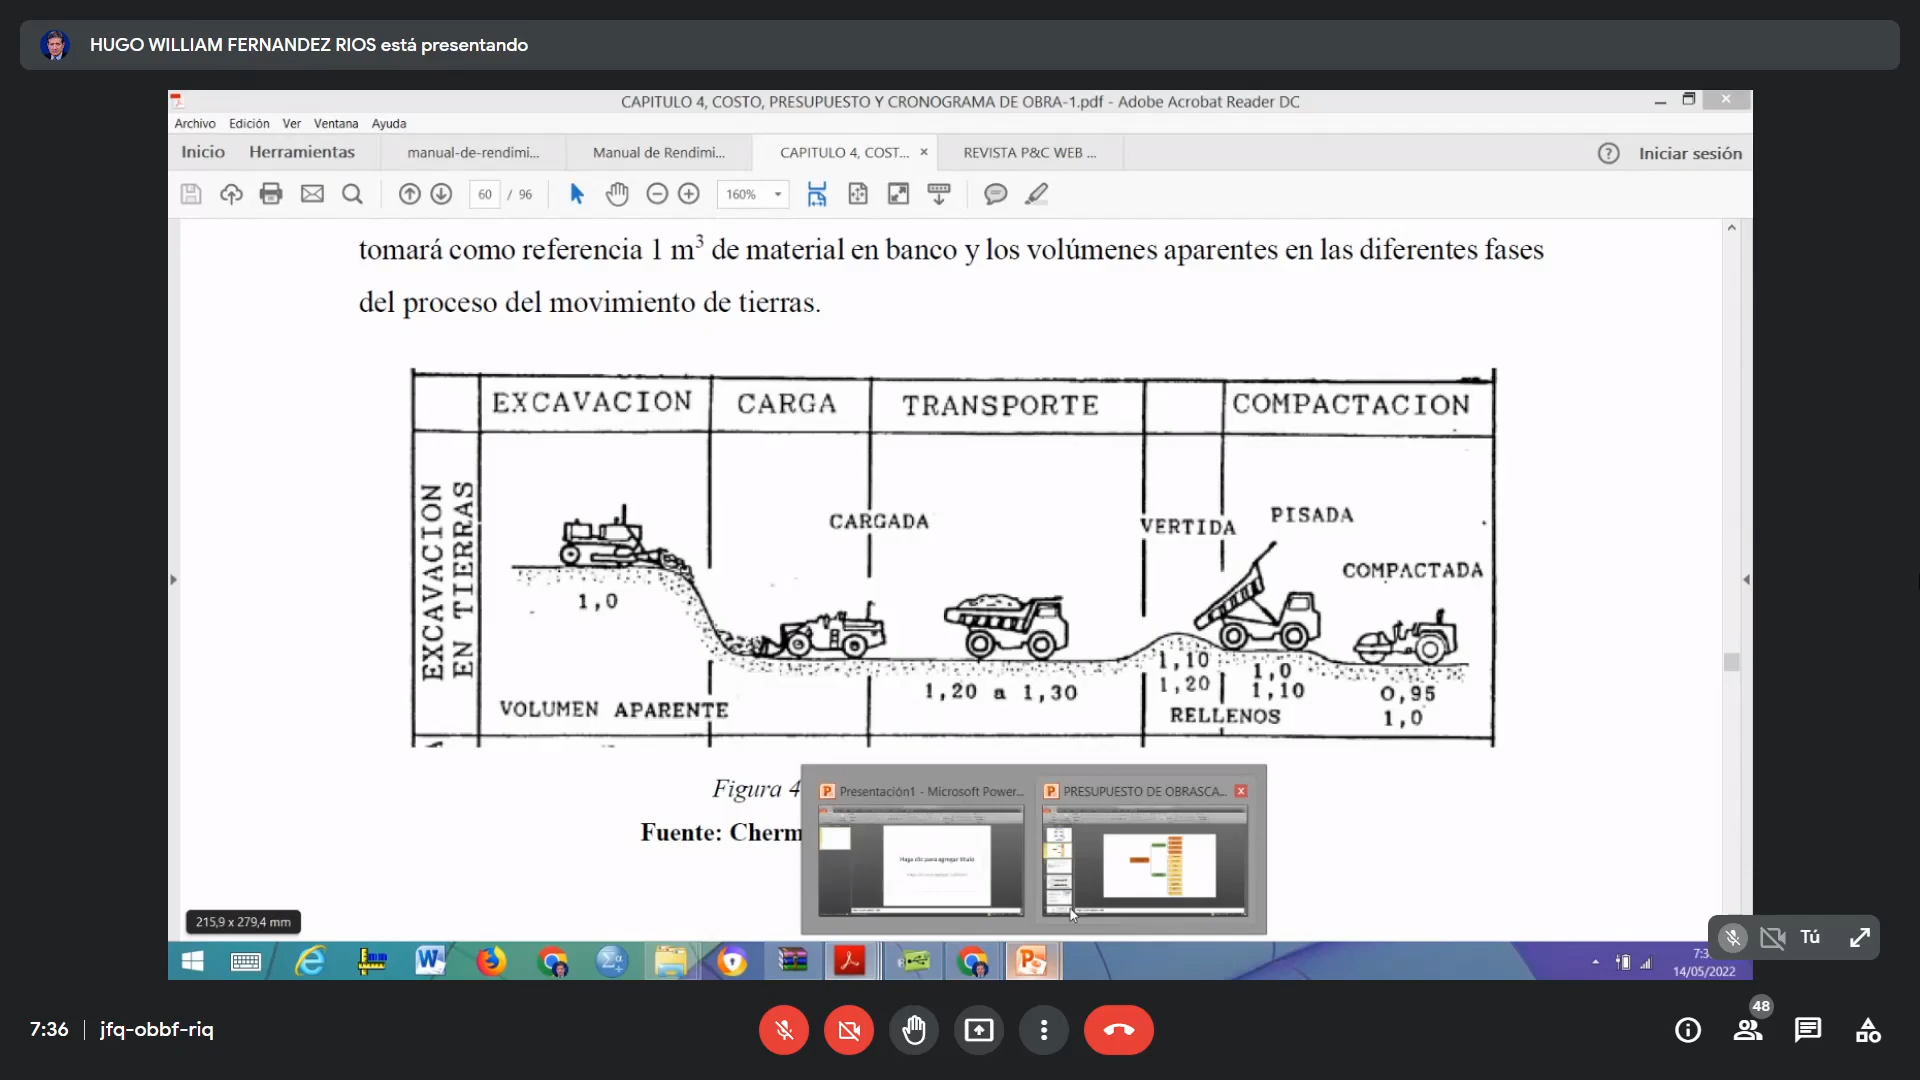 HUGO WILLIAM FERNANDEZ RIOS está presentando
CAPITULO 4, COSTO, PRESUPUESTO Y CRONOGRAMA DE OBRA-1.pdf - Adobe Acrobat Reader DC
Archivo Edición Ver Ventana Ayuda
Inicio Herramientas manual-de-rendimi... Manual de Rendimi... CAPITULO 4, COST... × REVISTA P&C WEB ... Iniciar sesión
60 / 96 160%
tomará como referencia 1 m³ de material en banco y los volúmenes aparentes en las diferentes fases
del proceso del movimiento de tierras.
EXCAVACION CARGA TRANSPORTE COMPACTACION
EXCAVACION
EN TIERRAS
CARGADA VERTIDA PISADA
COMPACTADA
1,0
1,20 a 1,30
1,10
1,20
1,0
1,10
0,95
1,0
VOLUMEN APARENTE RELLENOS
Figura 4
Fuente: Cherm
Presentación1 - Microsoft Power...
PRESUPUESTO DE OBRASCA...
Haga clic para agregar título
215,9 x 279,4 mm
Tú
14/05/2022
7:36 | jfq-obbf-riq
48